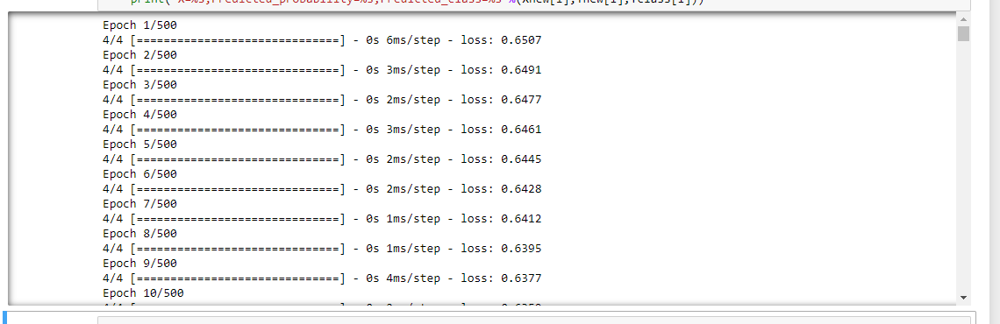 print("X=%s,Predicted_probability=%s,Predicted_class=%s"%(Xnew[i],Ynew[i],Yclass[i]))
Epoch 1/500
4/4 [==============================] - 0s 6ms/step - loss: 0.6507
Epoch 2/500
4/4 [==============================] - 0s 3ms/step - loss: 0.6491
Epoch 3/500
4/4 [==============================] - 0s 2ms/step - loss: 0.6477
Epoch 4/500
4/4 [==============================] - 0s 3ms/step - loss: 0.6461
Epoch 5/500
4/4 [==============================] - 0s 2ms/step - loss: 0.6445
Epoch 6/500
4/4 [==============================] - 0s 2ms/step - loss: 0.6428
Epoch 7/500
4/4 [==============================] - 0s 1ms/step - loss: 0.6412
Epoch 8/500
4/4 [==============================] - 0s 1ms/step - loss: 0.6395
Epoch 9/500
4/4 [==============================] - 0s 4ms/step - loss: 0.6377
Epoch 10/500